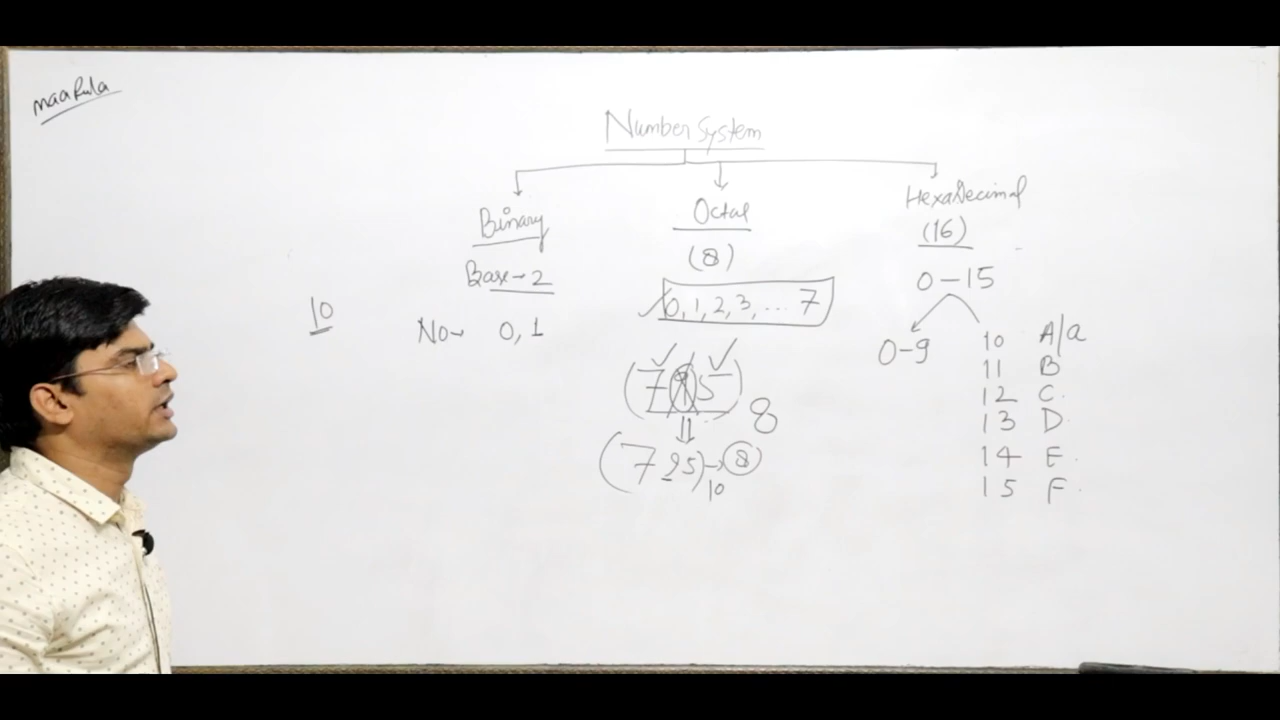 maarula
Number System
Binary
Base → 2
No → 0, 1
10
Octal
(8)
✓ 0, 1, 2, 3, ... 7
(7 9 5)8
⇓
(7 25)10 → 8
HexaDecimal
(16)
0 – 15
0 – 9
10 A/a
11 B
12 C.
13 D.
14 E.
15 F.